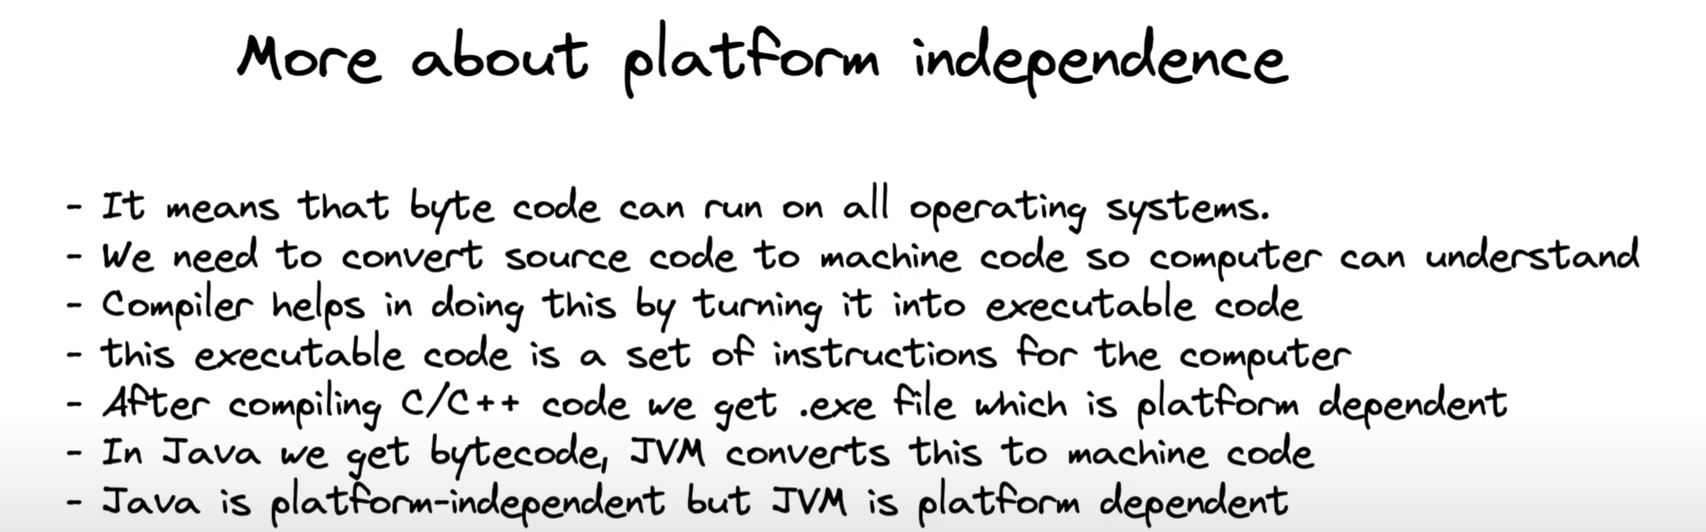 More about platform independence
- It means that byte code can run on all operating systems.
- We need to convert source code to machine code so computer can understand
- Compiler helps in doing this by turning it into executable code
- this executable code is a set of instructions for the computer
- After compiling C/C++ code we get .exe file which is platform dependent
- In Java we get bytecode, JVM converts this to machine code
- Java is platform-independent but JVM is platform dependent